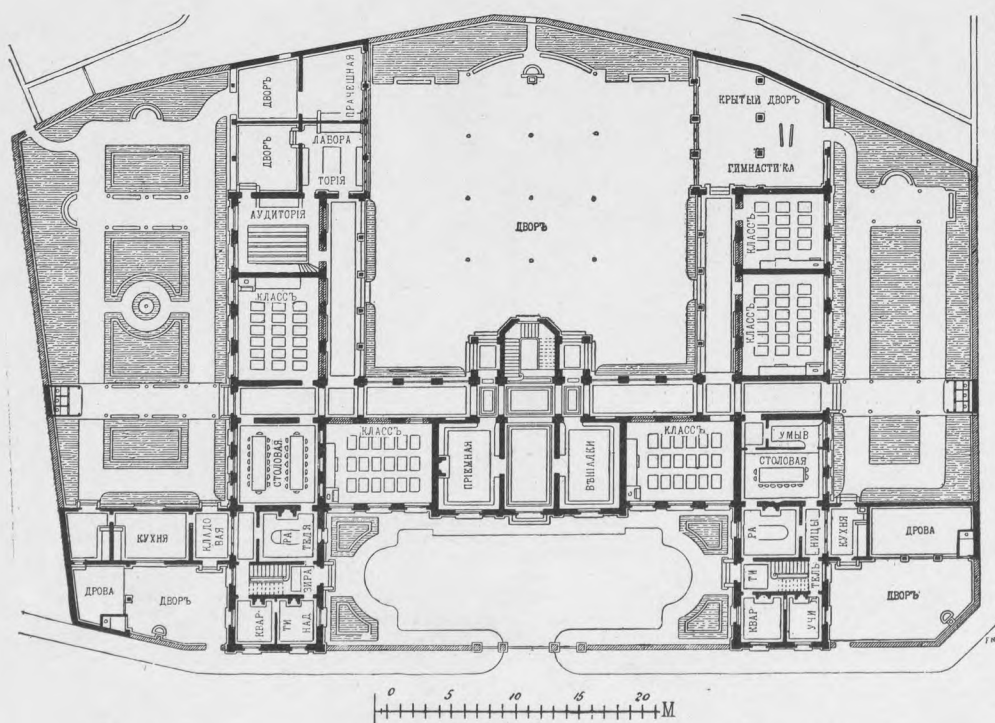 ДВОРЪ
ПРАЧЕШНАЯ
ДВОРЪ
ЛАБОРА
ТОРІЯ
АУДИТОРІЯ
КЛАССЪ
ДВОРЪ
КРЫТЫЙ ДВОРЪ
ГИМНАСТИКА
КЛАССЪ
КЛАССЪ
СТОЛОВАЯ
КЛАССЪ
ПРІЕМНАЯ
ВѢШАЛКИ
КЛАССЪ
УМЫВ
СТОЛОВАЯ
КУХНЯ
КЛАДО
ВАЯ
РА
ТЕЛЯ
ЗИРА
КВАР
ТИ
НАД
ДРОВА
ДВОРЪ
РА
НИЦЫ
КУХНЯ
ДРОВА
ТИ
ТЕЛЬ
КВАР
УЧИ
ДВОРЪ
0 5 10 15 20 М